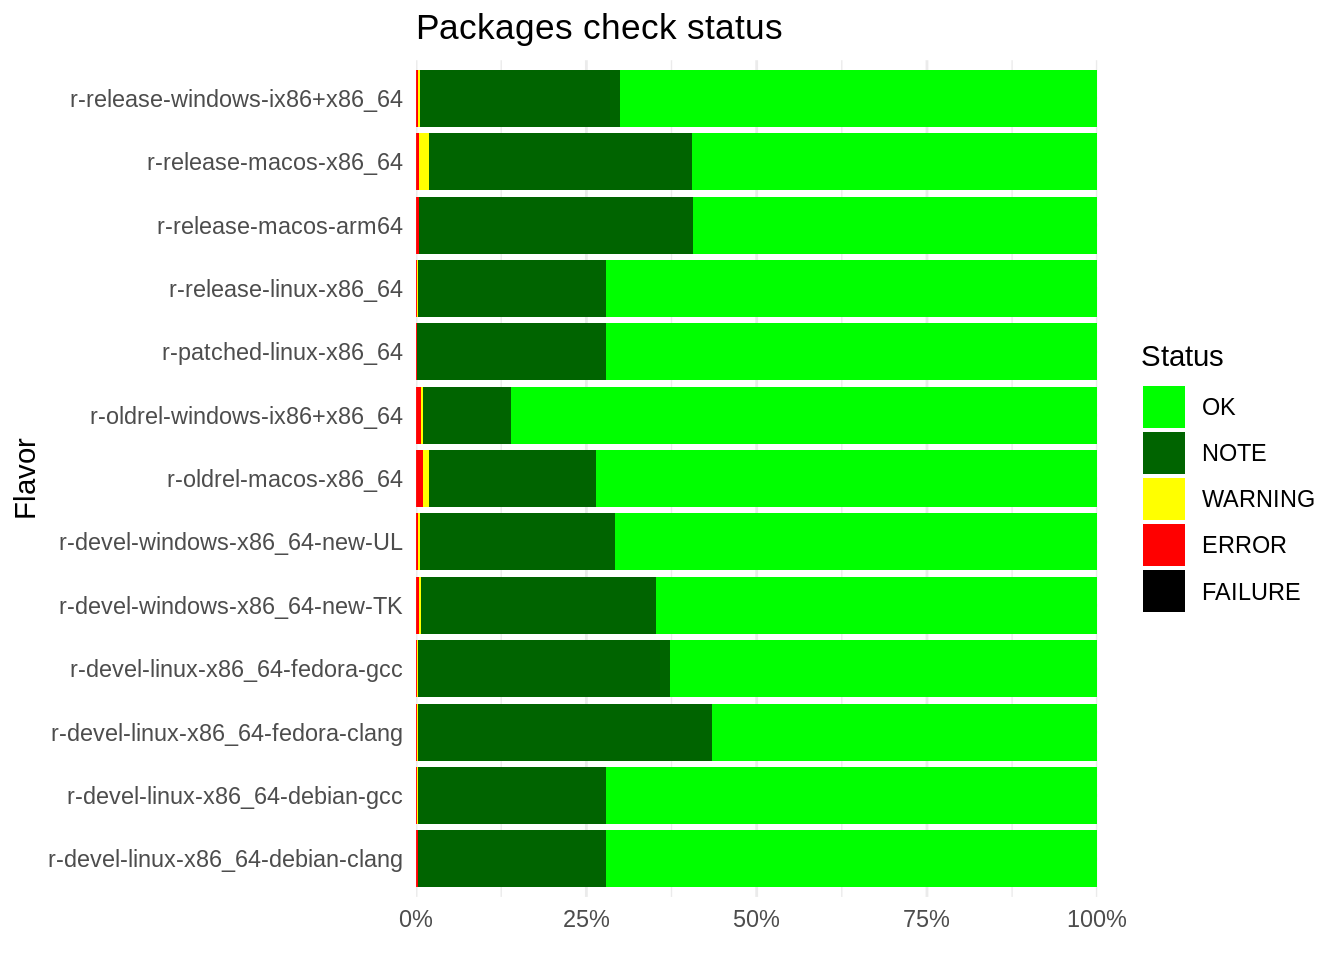 Packages check status
r-release-windows-ix86+x86_64
r-release-macos-x86_64
r-release-macos-arm64
r-release-linux-x86_64
r-patched-linux-x86_64
r-oldrel-windows-ix86+x86_64
r-oldrel-macos-x86_64
r-devel-windows-x86_64-new-UL
r-devel-windows-x86_64-new-TK
r-devel-linux-x86_64-fedora-gcc
r-devel-linux-x86_64-fedora-clang
r-devel-linux-x86_64-debian-gcc
r-devel-linux-x86_64-debian-clang
Flavor
0% 25% 50% 75% 100%
Status
OK
NOTE
WARNING
ERROR
FAILURE